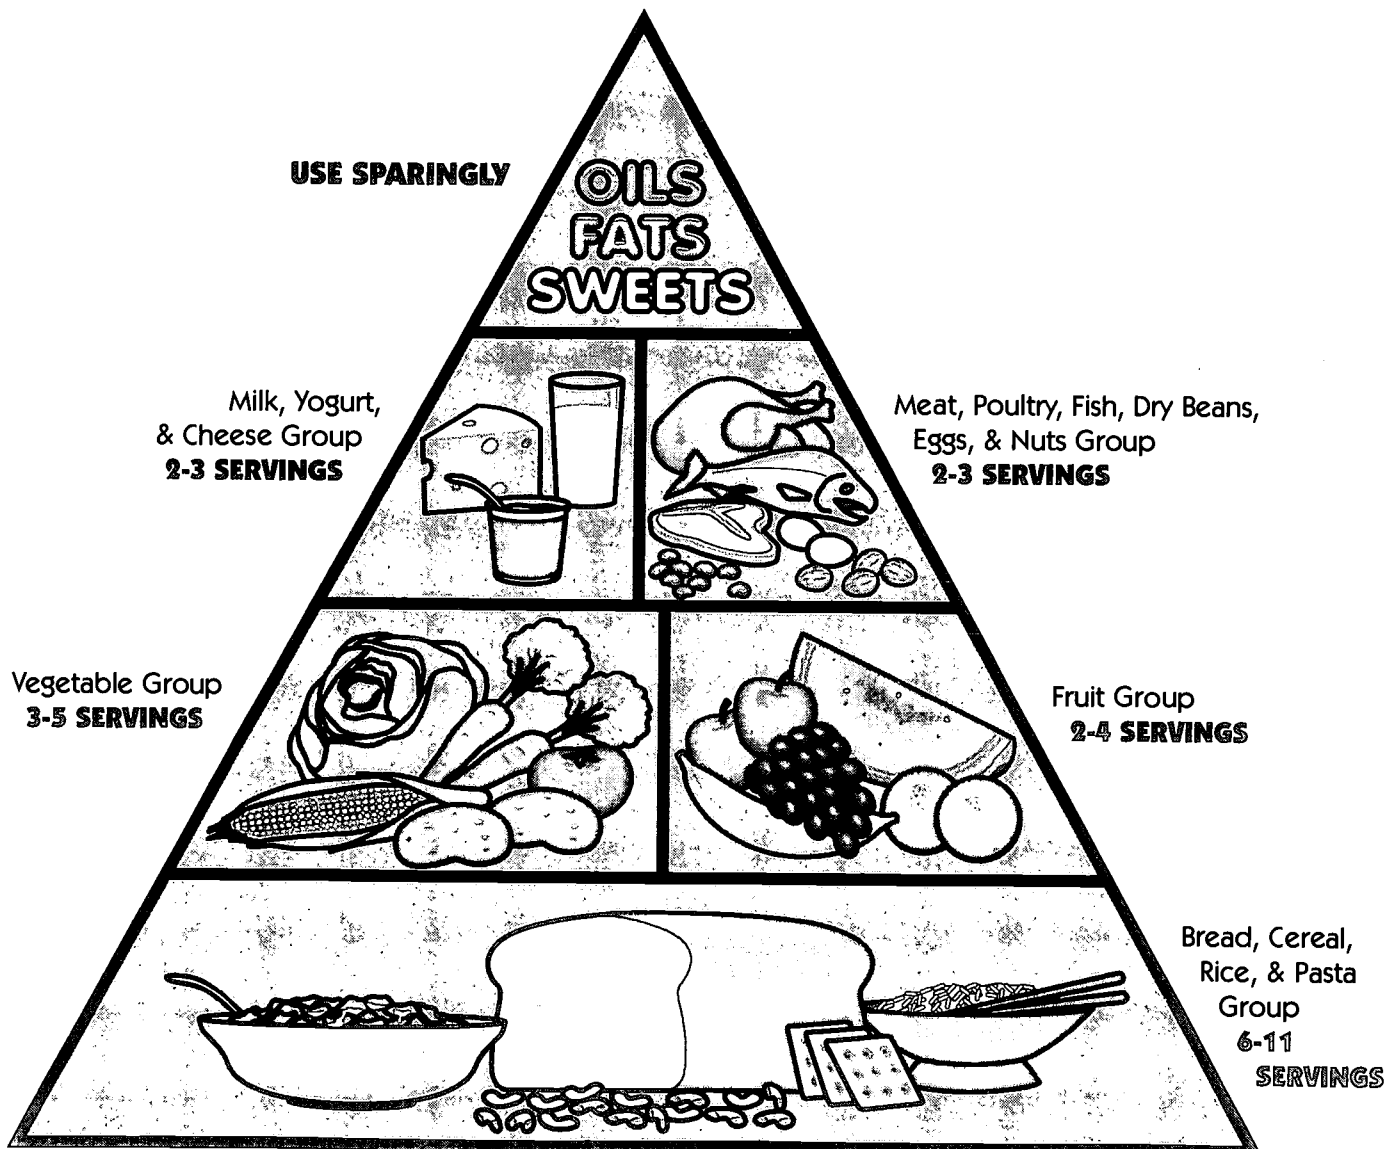 USE SPARINGLY
OILS
FATS
SWEETS
Milk, Yogurt,
& Cheese Group
2-3 SERVINGS
Meat, Poultry, Fish, Dry Beans,
Eggs, & Nuts Group
2-3 SERVINGS
Vegetable Group
3-5 SERVINGS
Fruit Group
2-4 SERVINGS
Bread, Cereal,
Rice, & Pasta
Group
6-11
SERVINGS